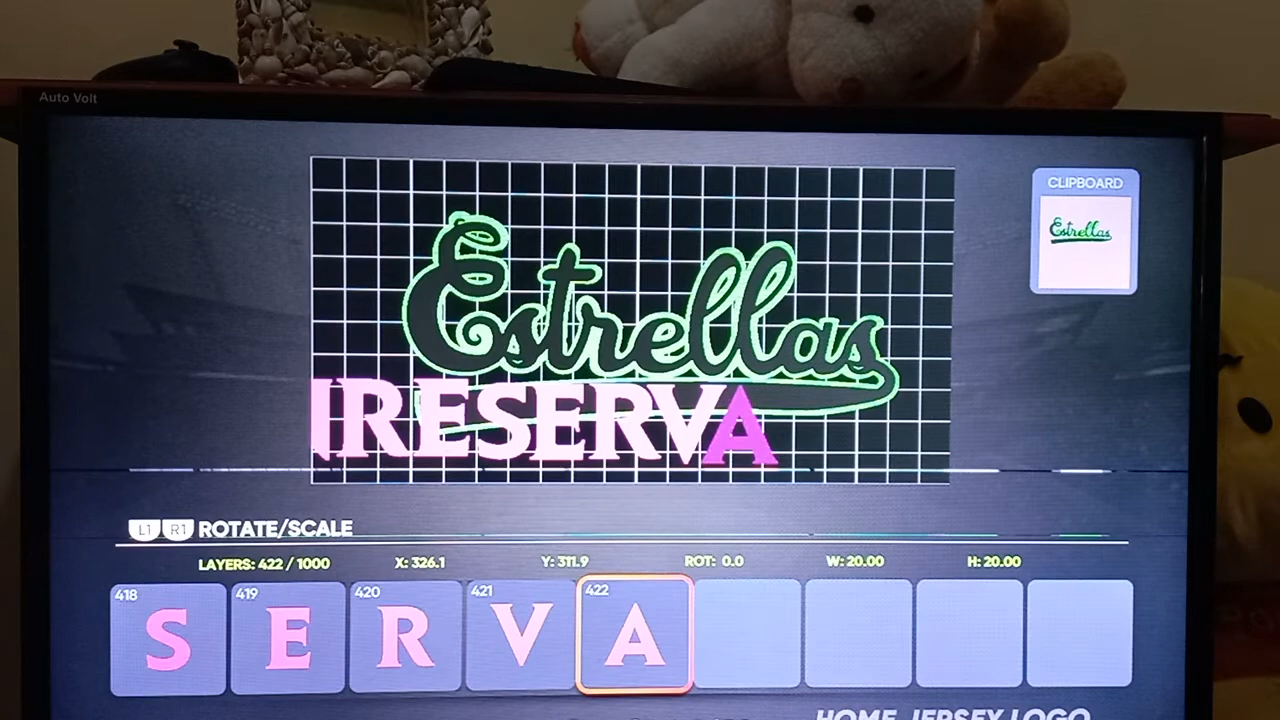 Auto Volt
CLIPBOARD
Estrellas
Estrellas
IRESERVA
L1 R1 ROTATE/SCALE
LAYERS: 422 / 1000 X: 326.1 Y: 311.9 ROT: 0.0 W: 20.00 H: 20.00
418 419 420 421 422
S E R V A
HOME JERSEY LOGO